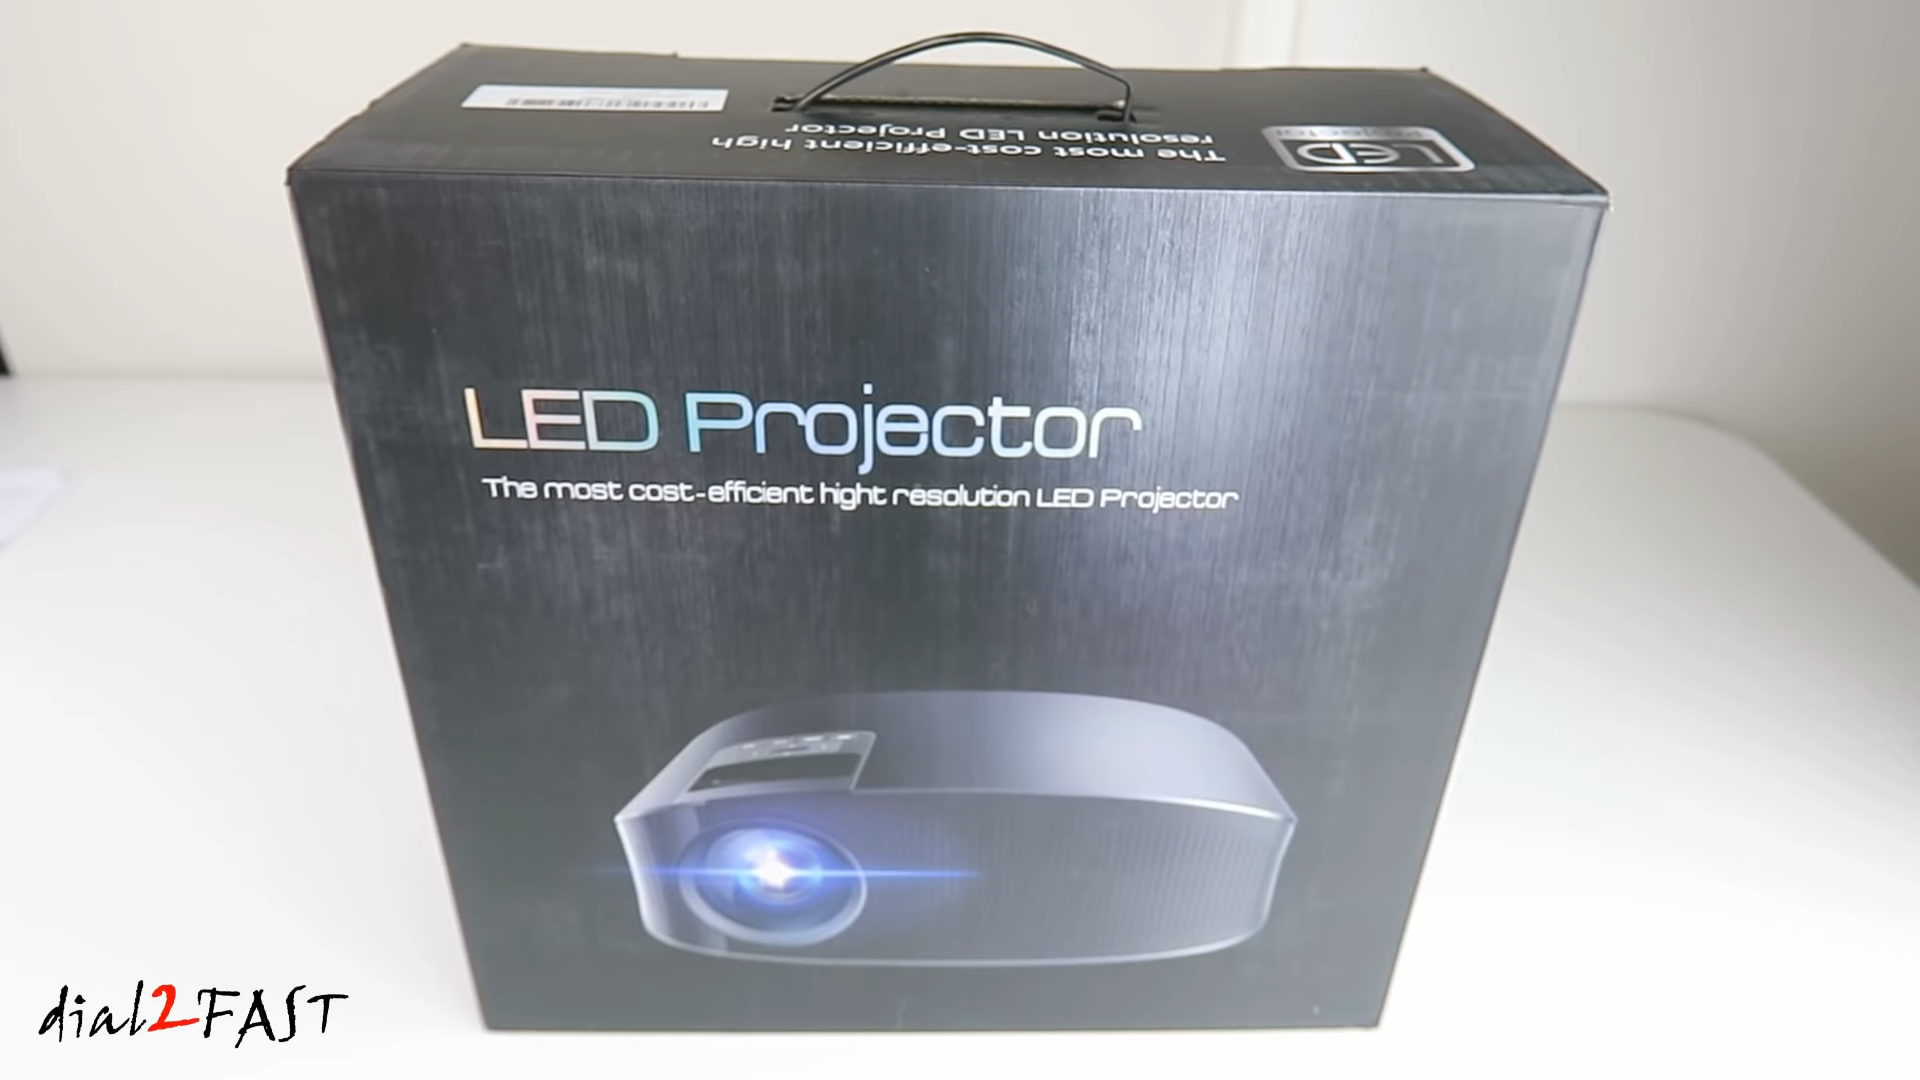 The most cost-efficient high
resolution LED Projector
LED
Projector
LED Projector
The most cost-efficient hight resolution LED Projector
dial2FAST